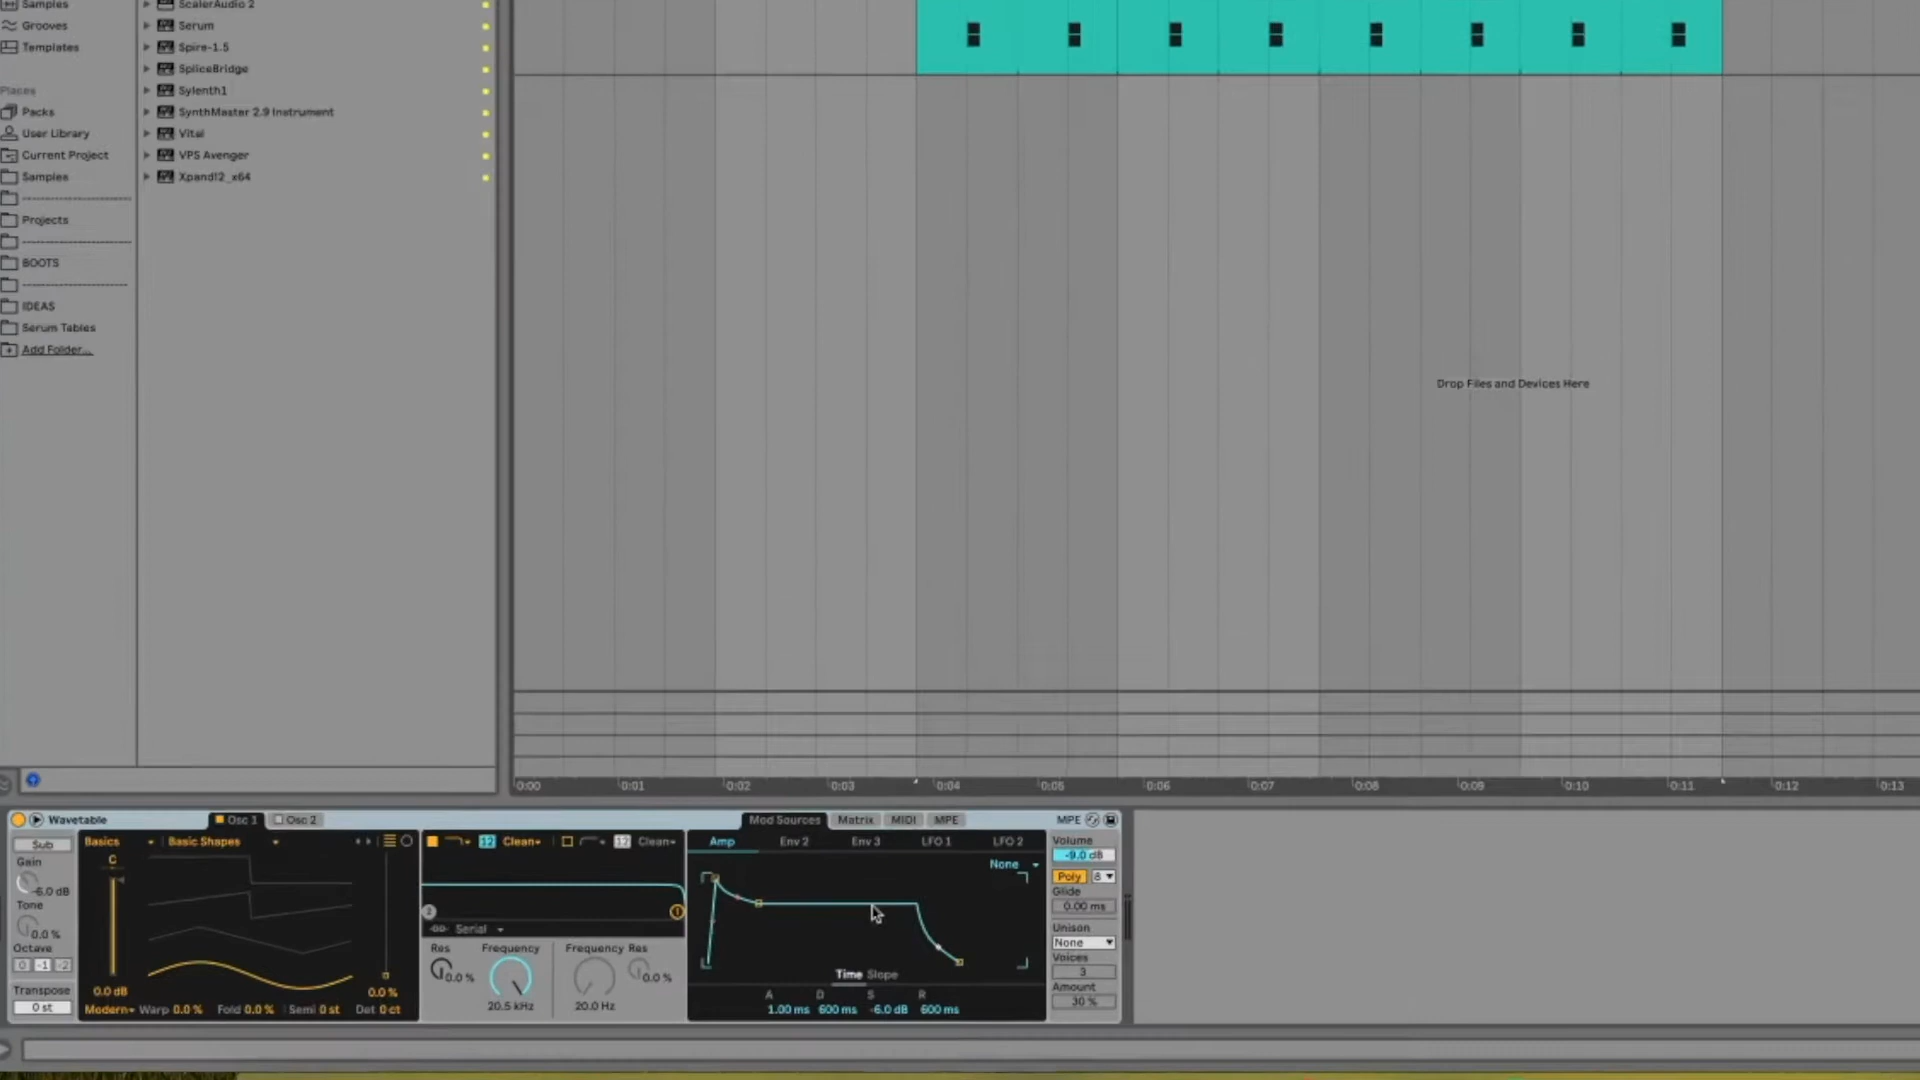 Samples
Grooves
Templates
Places
Packs
User Library
Current Project
Samples
--------------------
Projects
--------------------
BOOTS
--------------------
IDEAS
Serum Tables
Add Folder...
ScalerAudio 2
Serum
Spire-1.5
SpliceBridge
Sylenth1
SynthMaster 2.9 Instrument
Vital
VPS Avenger
Xpand!2_x64
Drop Files and Devices Here
0:00 0:01 0:02 0:03 0:04 0:05 0:06 0:07 0:08 0:09 0:10 0:11 0:12 0:13
Wavetable
Sub
Gain
-6.0 dB
Tone
0.0 %
Octave
0 -1 -2
Transpose
0 st
Osc 1 Osc 2
Basics Basic Shapes
C
0.0 dB 0.0 %
Modern Warp 0.0 % Fold 0.0 % Semi 0 st Det 0 ct
12 Clean 12 Clean
2 1
Serial
Res Frequency Frequency Res
0.0 % 0.0 %
20.5 kHz 20.0 Hz
Mod Sources Matrix MIDI MPE
Amp Env 2 Env 3 LFO 1 LFO 2
None
Time Slope
A D S R
1.00 ms 600 ms -6.0 dB 600 ms
MPE
Volume
-9.0 dB
Poly 8
Glide
0.00 ms
Unison
None
Voices
3
Amount
30 %